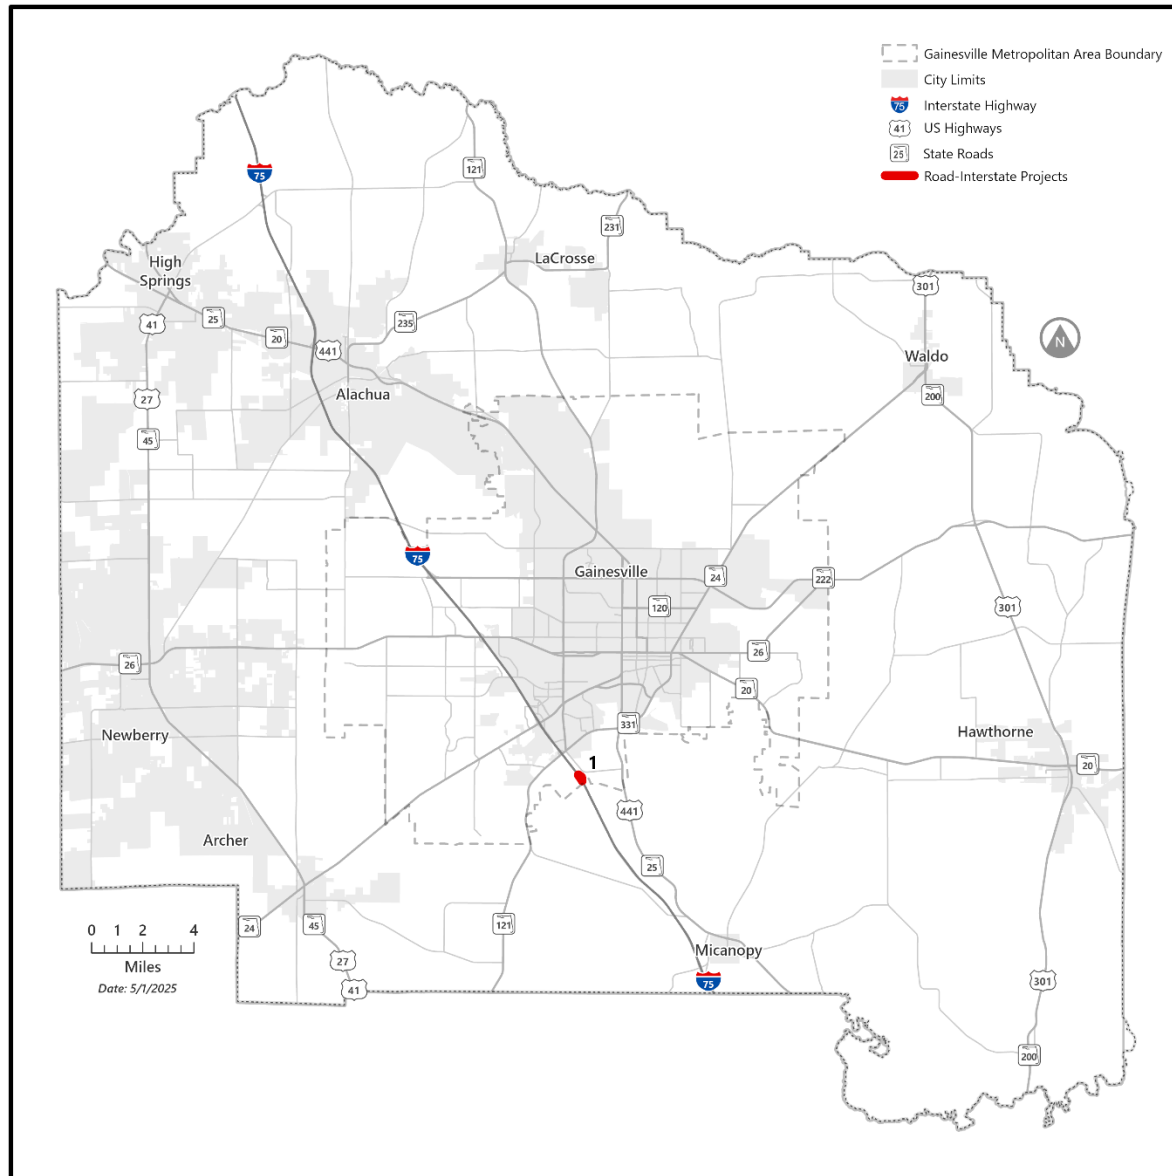 Gainesville Metropolitan Area Boundary
City Limits
75 Interstate Highway
41 US Highways
25 State Roads
Road-Interstate Projects
75
121
231
LaCrosse
High
Springs
301
41
25
20
441
235
N
Waldo
Alachua
27
200
45
75
Gainesville
24
222
120
301
26
26
20
331
Newberry
Hawthorne
1
20
441
Archer
25
24
45
121
0 1 2 4
Miles
Date: 5/1/2025
27
Micanopy
75
41
301
200